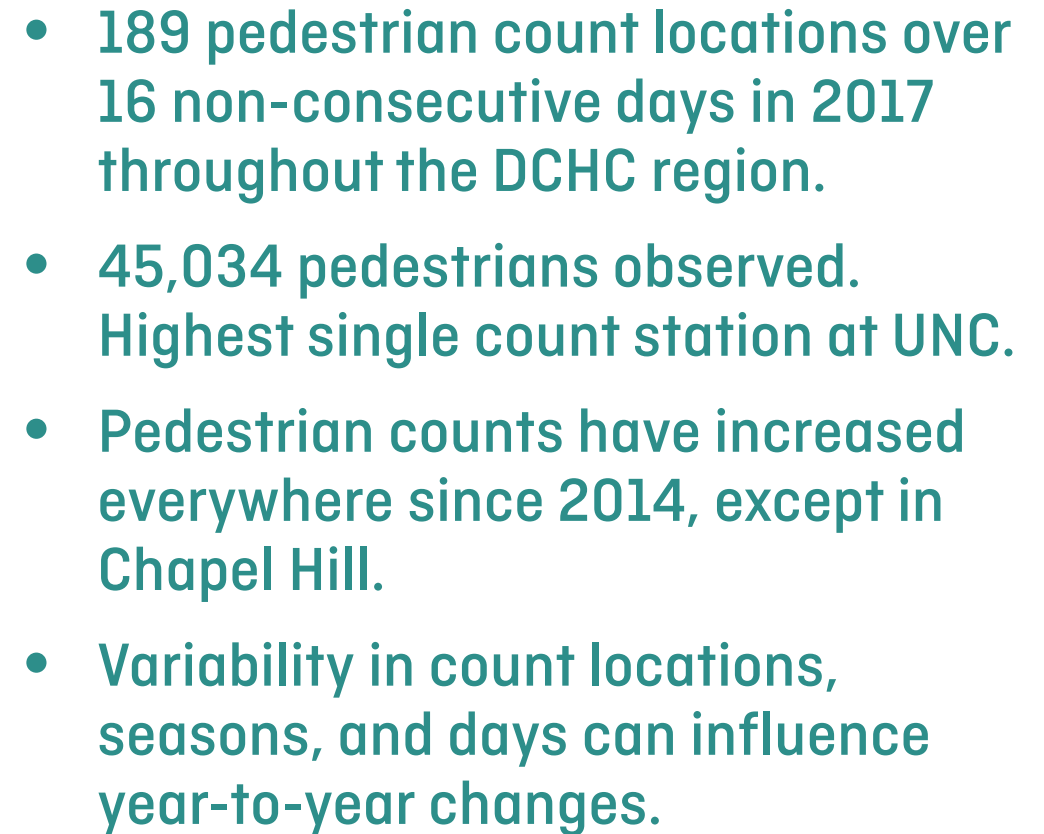 • 189 pedestrian count locations over
16 non-consecutive days in 2017
throughout the DCHC region.
• 45,034 pedestrians observed.
Highest single count station at UNC.
• Pedestrian counts have increased
everywhere since 2014, except in
Chapel Hill.
• Variability in count locations,
seasons, and days can influence
year-to-year changes.